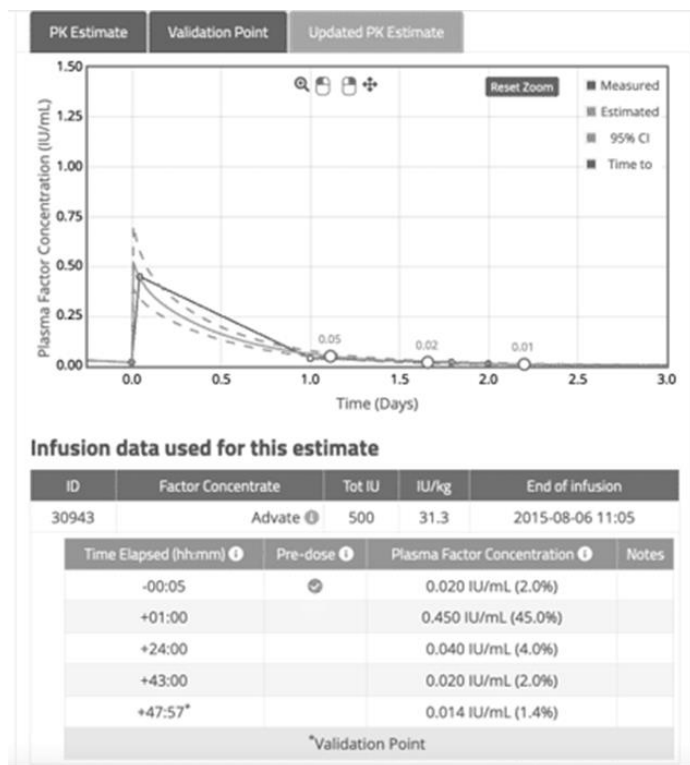 PK Estimate Validation Point Updated PK Estimate
1.50
Reset Zoom
Measured
1.25
Estimated
95% CI
1.00
Time to
0.75
0.50
0.25
0.00
Plasma Factor Concentration (IU/mL)
0.05 0.02 0.01
0.0 0.5 1.0 1.5 2.0 2.5 3.0
Time (Days)
Infusion data used for this estimate
ID Factor Concentrate Tot IU IU/kg End of infusion
30943 Advate 500 31.3 2015-08-06 11:05
Time Elapsed (hh:mm) Pre-dose Plasma Factor Concentration Notes
-00:05 0.020 IU/mL (2.0%)
+01:00 0.450 IU/mL (45.0%)
+24:00 0.040 IU/mL (4.0%)
+43:00 0.020 IU/mL (2.0%)
+47:57* 0.014 IU/mL (1.4%)
*Validation Point